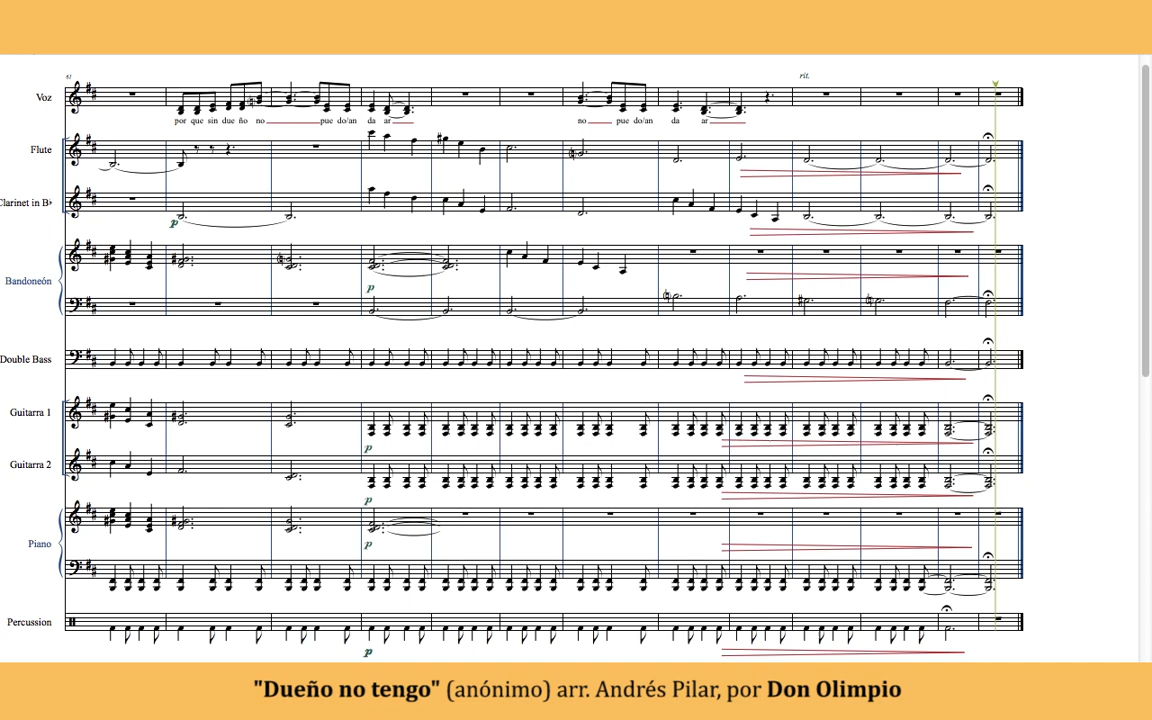 61
rit.
Voz
por que sin due ño no pue do/an da ar no pue do/an da ar
Flute
Clarinet in B♭
p
Bandoneón
p
Double Bass
Guitarra 1
p
Guitarra 2
p
Piano
p
Percussion
p
"Dueño no tengo" (anónimo) arr. Andrés Pilar, por Don Olimpio